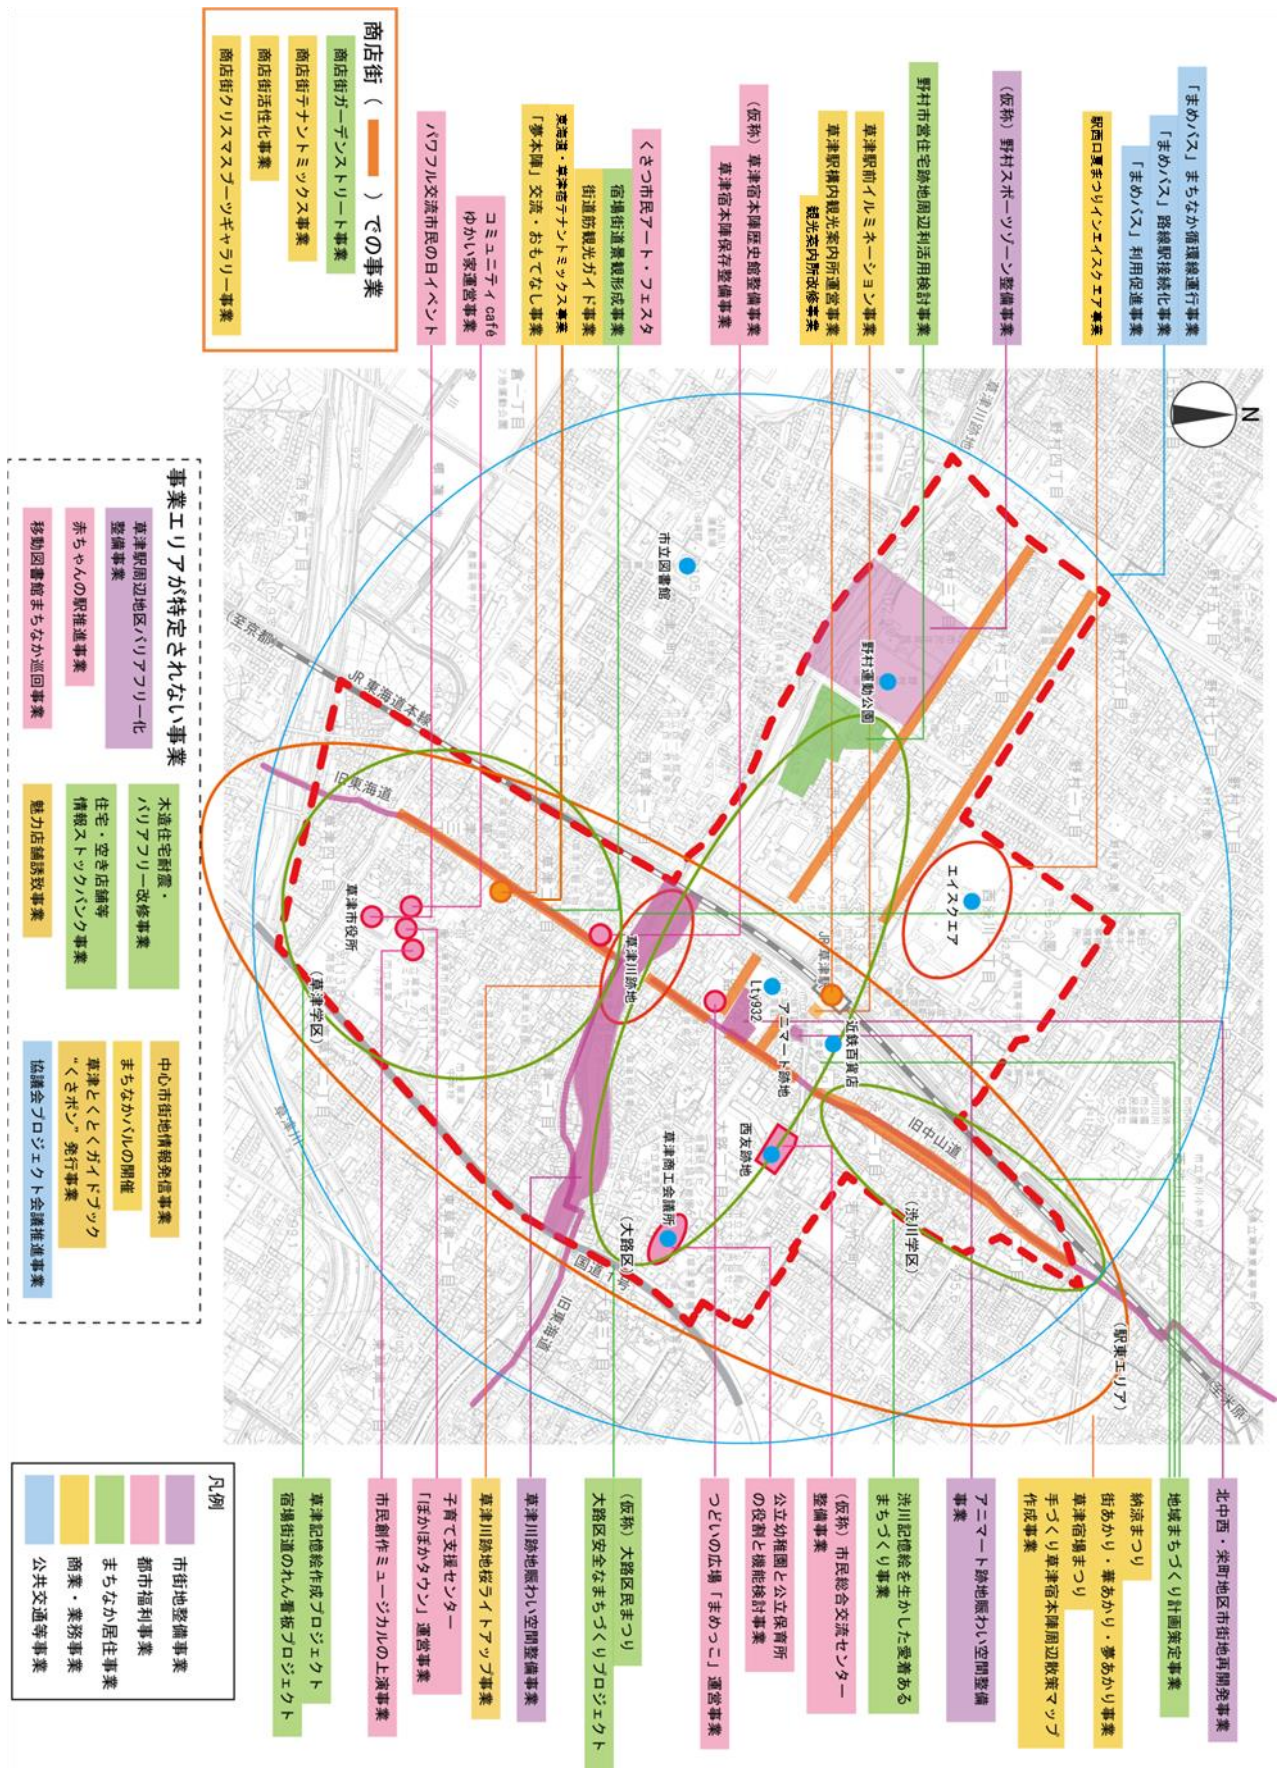 「まめバス」まちなか循環線運行事業
「まめバス」路線駅接続化事業
「まめバス」利用促進事業
駅西口夏まつりインエイスクエア事業
（仮称）野村スポーツゾーン整備事業
野村市営住宅跡地周辺利活用検討事業
草津駅前イルミネーション事業
草津駅構内観光案内所運営事業
観光案内所改修事業
（仮称）草津宿本陣歴史館整備事業
草津宿本陣保存整備事業
くさつ市民アート・フェスタ
宿場街道景観形成事業
街道筋観光ガイド事業
東海道・草津宿テナントミックス事業
「夢本陣」交流・おもてなし事業
コミュニティcafé
ゆかい家運営事業
パワフル交流市民の日イベント
商店街（　）での事業
商店街ガーデンストリート事業
商店街テナントミックス事業
商店街活性化事業
商店街クリスマスブーツギャラリー事業
N
至米原
（駅東エリア）
エイスクエア
旧中山道
（渋川学区）
野村運動公園
近鉄百貨店
JR草津駅
アニマート跡地
Lty932
西友跡地
市立図書館
草津商工会議所
草津川跡地
（大路区）
国道1号
旧東海道
JR東海道本線
旧東海道
草津市役所
（草津学区）
草津川
（至京都）
北中西・栄町地区市街地再開発事業
地域まちづくり計画策定事業
納涼まつり
街あかり・華あかり・夢あかり事業
草津宿場まつり
手づくり草津宿本陣周辺散策マップ
作成事業
アニマート跡地賑わい空間整備
事業
渋川記憶絵を生かした愛着ある
まちづくり事業
（仮称）市民総合交流センター
整備事業
公立幼稚園と公立保育所
の役割と機能検討事業
つどいの広場「まめっこ」運営事業
（仮称）大路区民まつり
大路区安全なまちづくりプロジェクト
草津川跡地賑わい空間整備事業
草津川跡地桜ライトアップ事業
子育て支援センター
「ぽかぽかタウン」運営事業
市民創作ミュージカルの上演事業
草津記憶絵作成プロジェクト
宿場街道のれん看板プロジェクト
事業エリアが特定されない事業
草津駅周辺地区バリアフリー化
整備事業
赤ちゃんの駅推進事業
移動図書館まちなか巡回事業
木造住宅耐震・
バリアフリー改修事業
住宅・空き店舗等
情報ストックバンク事業
魅力店舗誘致事業
中心市街地情報発信事業
まちなかバルの開催
草津とくとくガイドブック
“くさポン”発行事業
協議会プロジェクト会議推進事業
凡例
市街地整備事業
都市福利事業
まちなか居住事業
商業・業務事業
公共交通等事業